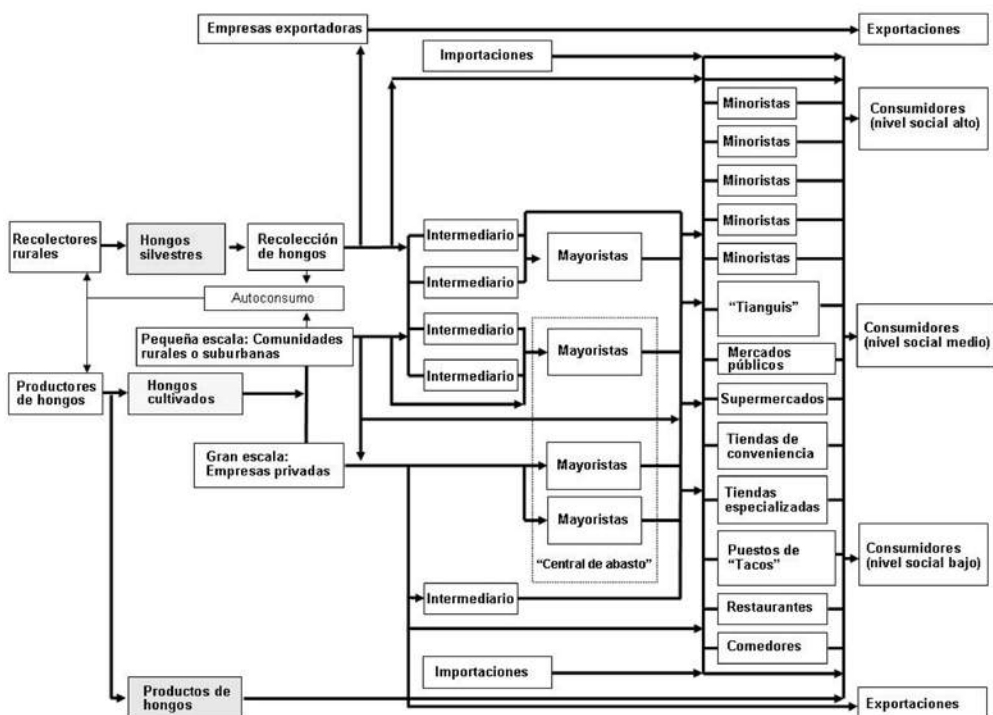 Empresas exportadoras
Exportaciones
Importaciones
Minoristas
Consumidores
(nivel social alto)
Minoristas
Minoristas
Minoristas
Minoristas
Recolectores
rurales
Hongos
silvestres
Recolección
de hongos
Intermediario
Intermediario
Mayoristas
Autoconsumo
"Tianguis"
Consumidores
(nivel social medio)
Pequeña escala: Comunidades
rurales o suburbanas
Intermediario
Intermediario
Mayoristas
Mercados
públicos
Productores
de hongos
Hongos
cultivados
Supermercados
Gran escala:
Empresas privadas
Mayoristas
Mayoristas
"Central de abasto"
Tiendas de
conveniencia
Tiendas
especializadas
Puestos de
"Tacos"
Consumidores
(nivel social bajo)
Intermediario
Restaurantes
Comedores
Importaciones
Productos de
hongos
Exportaciones